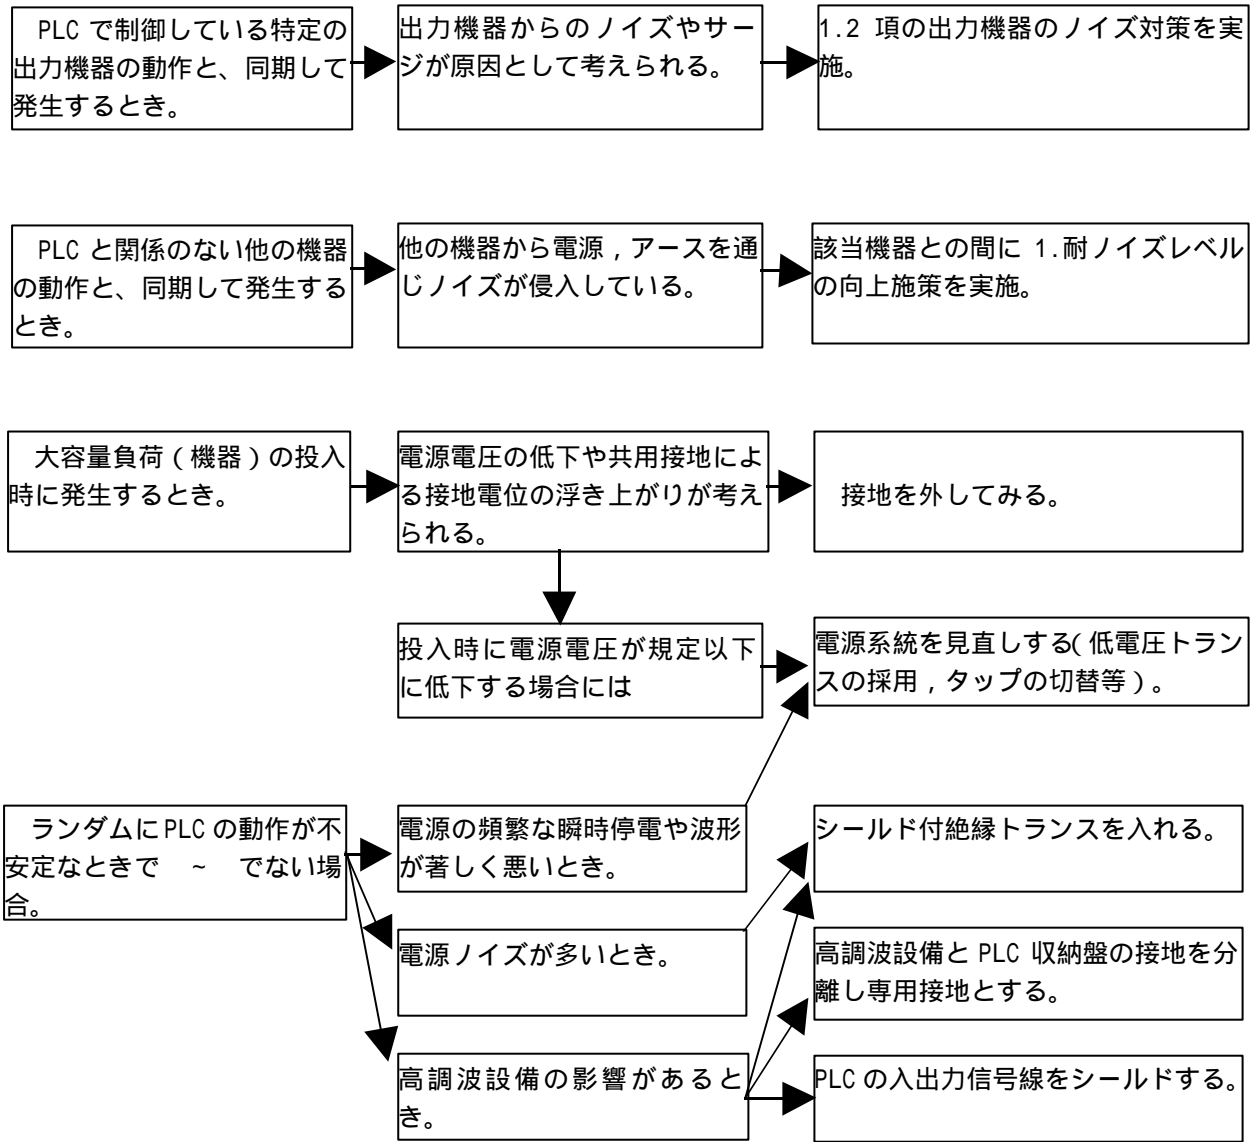 PLC で制御している特定の
出力機器の動作と、同期して
発生するとき。
出力機器からのノイズやサー
ジが原因として考えられる。
1.2 項の出力機器のノイズ対策を実
施。
PLC と関係のない他の機器
の動作と、同期して発生する
とき。
他の機器から電源，アースを通
じノイズが侵入している。
該当機器との間に 1.耐ノイズレベル
の向上施策を実施。
大容量負荷（機器）の投入
時に発生するとき。
電源電圧の低下や共用接地によ
る接地電位の浮き上がりが考え
られる。
接地を外してみる。
投入時に電源電圧が規定以下
に低下する場合には
電源系統を見直しする（低電圧トラン
スの採用，タップの切替等）。
ランダムに PLC の動作が不
安定なときで　～　でない場
合。
電源の頻繁な瞬時停電や波形
が著しく悪いとき。
シールド付絶縁トランスを入れる。
電源ノイズが多いとき。
高調波設備と PLC 収納盤の接地を分
離し専用接地とする。
高調波設備の影響があると
き。
PLC の入出力信号線をシールドする。